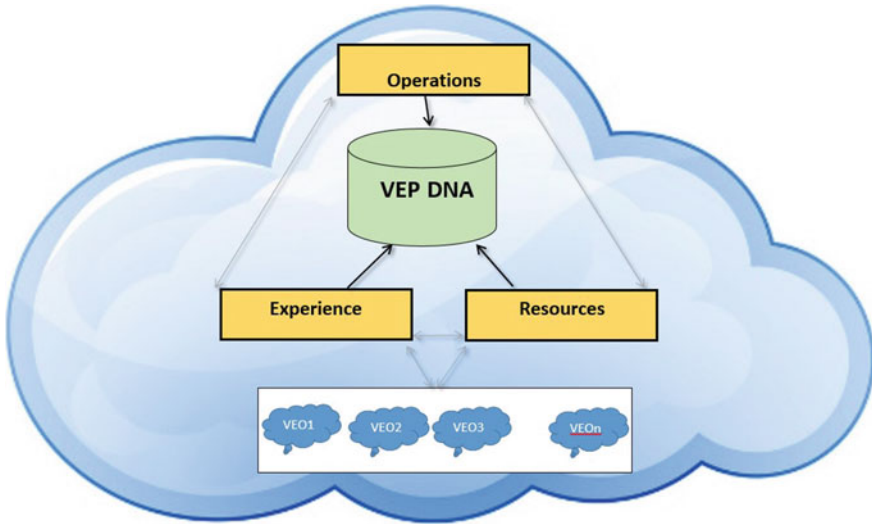 Operations
VEP DNA
Experience
Resources
VEO1
VEO2
VEO3
VEOn